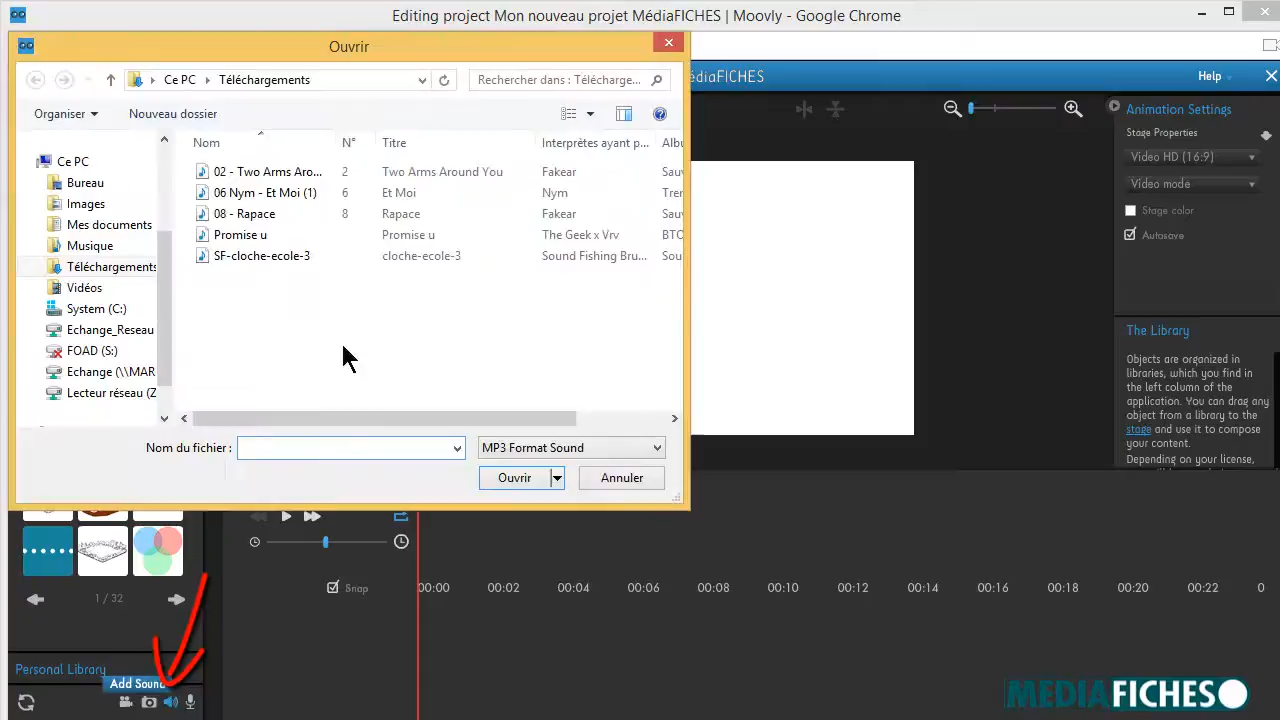 Editing project Mon nouveau projet MédiaFICHES | Moovly - Google Chrome
Ouvrir
Ce PC
Téléchargements
Rechercher dans : Télécharge...
Organiser
Nouveau dossier
Nom
N°
Titre
Interprètes ayant p...
Albu
Ce PC
Bureau
Images
Mes documents
Musique
Téléchargements
Vidéos
System (C:)
Echange_Reseau
FOAD (S:)
Echange (\\MAR
Lecteur réseau (Z
02 - Two Arms Aro... 2 Two Arms Around You Fakear Sauv
06 Nym - Et Moi (1) 6 Et Moi Nym Tren
08 - Rapace 8 Rapace Fakear Sauv
Promise u Promise u The Geek x Vrv BTO
SF-cloche-ecole-3 cloche-ecole-3 Sound Fishing Bru...
Nom du fichier :
MP3 Format Sound
Ouvrir
Annuler
édiaFICHES
Help
Animation Settings
Stage Properties
Video HD (16:9)
Video mode
Stage color
Autosave
The Library
Objects are organized in
libraries, which you find in
the left column of the
application. You can drag any
object from a library to the
stage and use it to compose
your content.
Depending on your license,
Snap
00:00 00:02 00:04 00:06 00:08 00:10 00:12 00:14 00:16 00:18 00:20 00:22 0
1 / 32
Personal Library
Add Sound
MEDIAFICHES